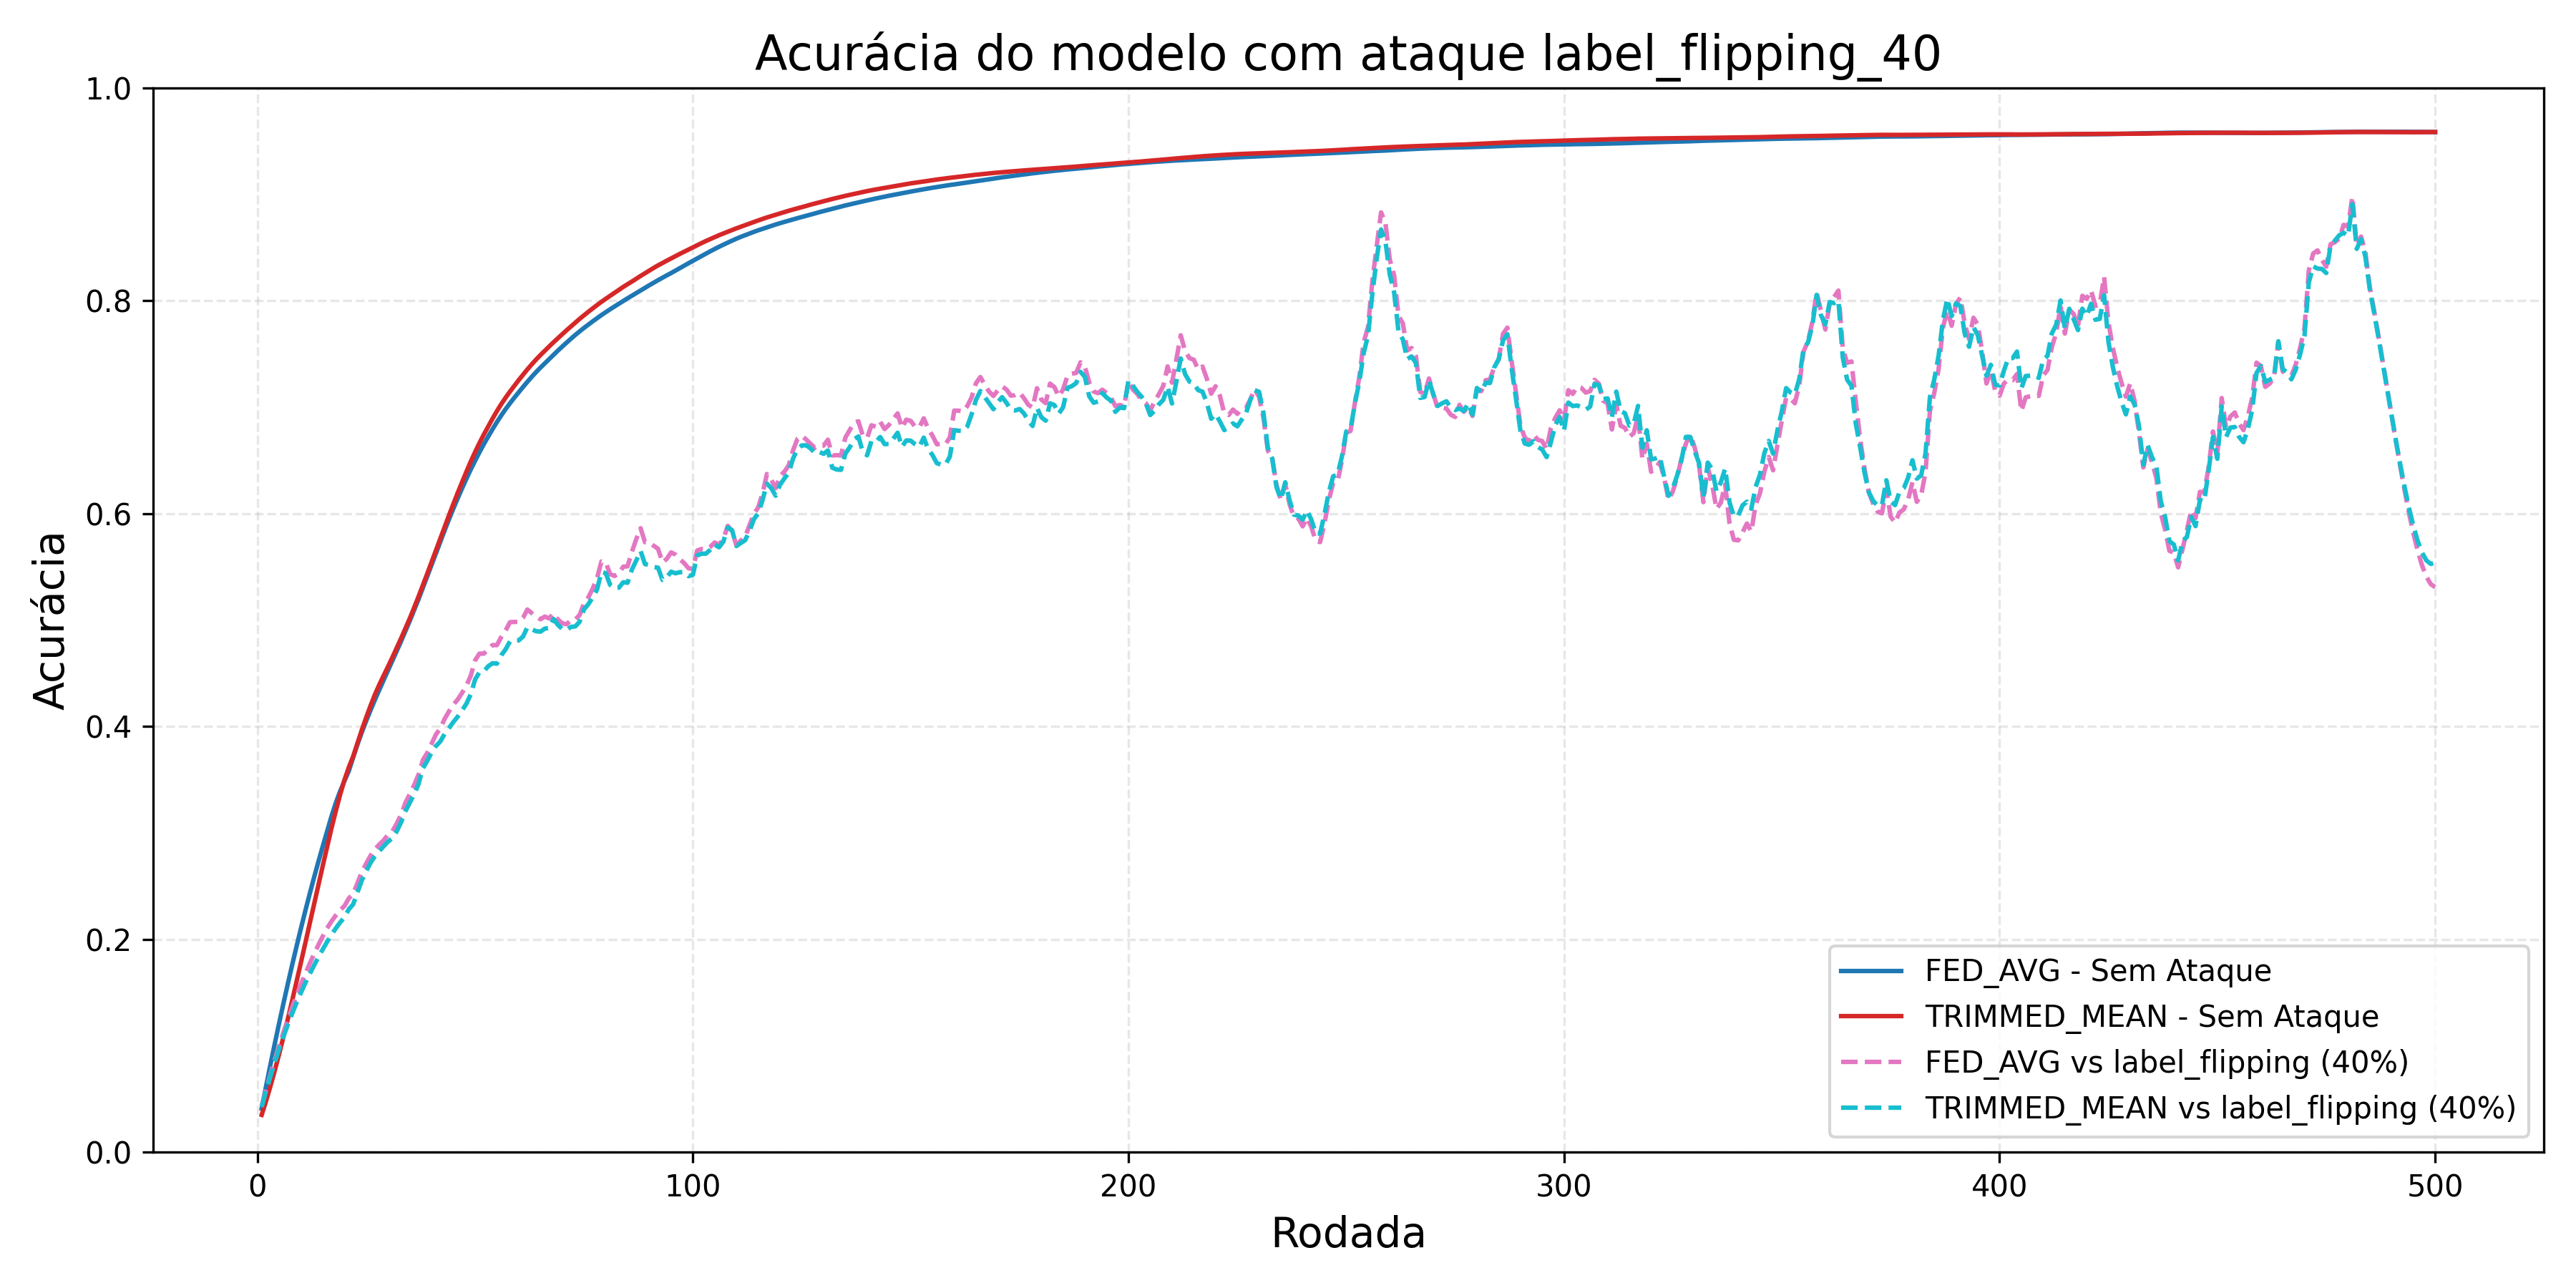 Acurácia do modelo com ataque label_flipping_40
1.0
0.8
0.6
0.4
0.2
0.0
Acurácia
0
100
200
300
400
500
Rodada
FED_AVG - Sem Ataque
TRIMMED_MEAN - Sem Ataque
FED_AVG vs label_flipping (40%)
TRIMMED_MEAN vs label_flipping (40%)